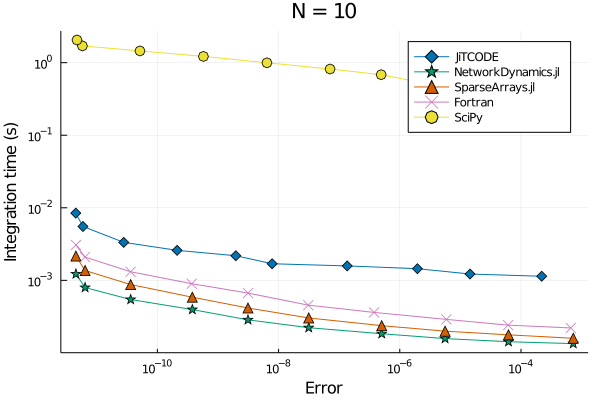 N = 10
JiTCODE
NetworkDynamics.jl
SparseArrays.jl
Fortran
SciPy
Integration time (s)
10⁰
10⁻¹
10⁻²
10⁻³
10⁻¹⁰
10⁻⁸
10⁻⁶
10⁻⁴
Error